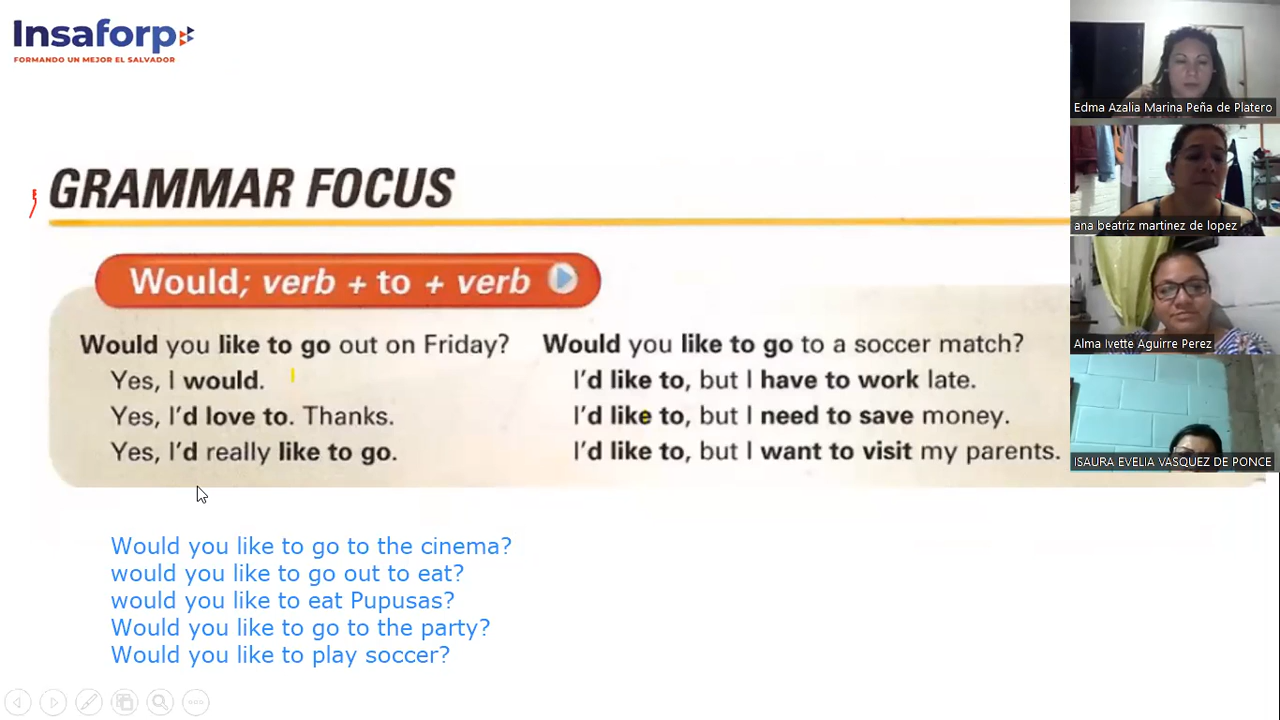 Insaforp
FORMANDO UN MEJOR EL SALVADOR
GRAMMAR FOCUS
Would; verb + to + verb
Would you like to go out on Friday?
Yes, I would.
Yes, I'd love to. Thanks.
Yes, I'd really like to go.
Would you like to go to a soccer match?
I'd like to, but I have to work late.
I'd like to, but I need to save money.
I'd like to, but I want to visit my parents.
Would you like to go to the cinema?
would you like to go out to eat?
would you like to eat Pupusas?
Would you like to go to the party?
Would you like to play soccer?
Edma Azalia Marina Peña de Platero
ana beatriz martinez de lopez
Alma Ivette Aguirre Perez
ISAURA EVELIA VASQUEZ DE PONCE